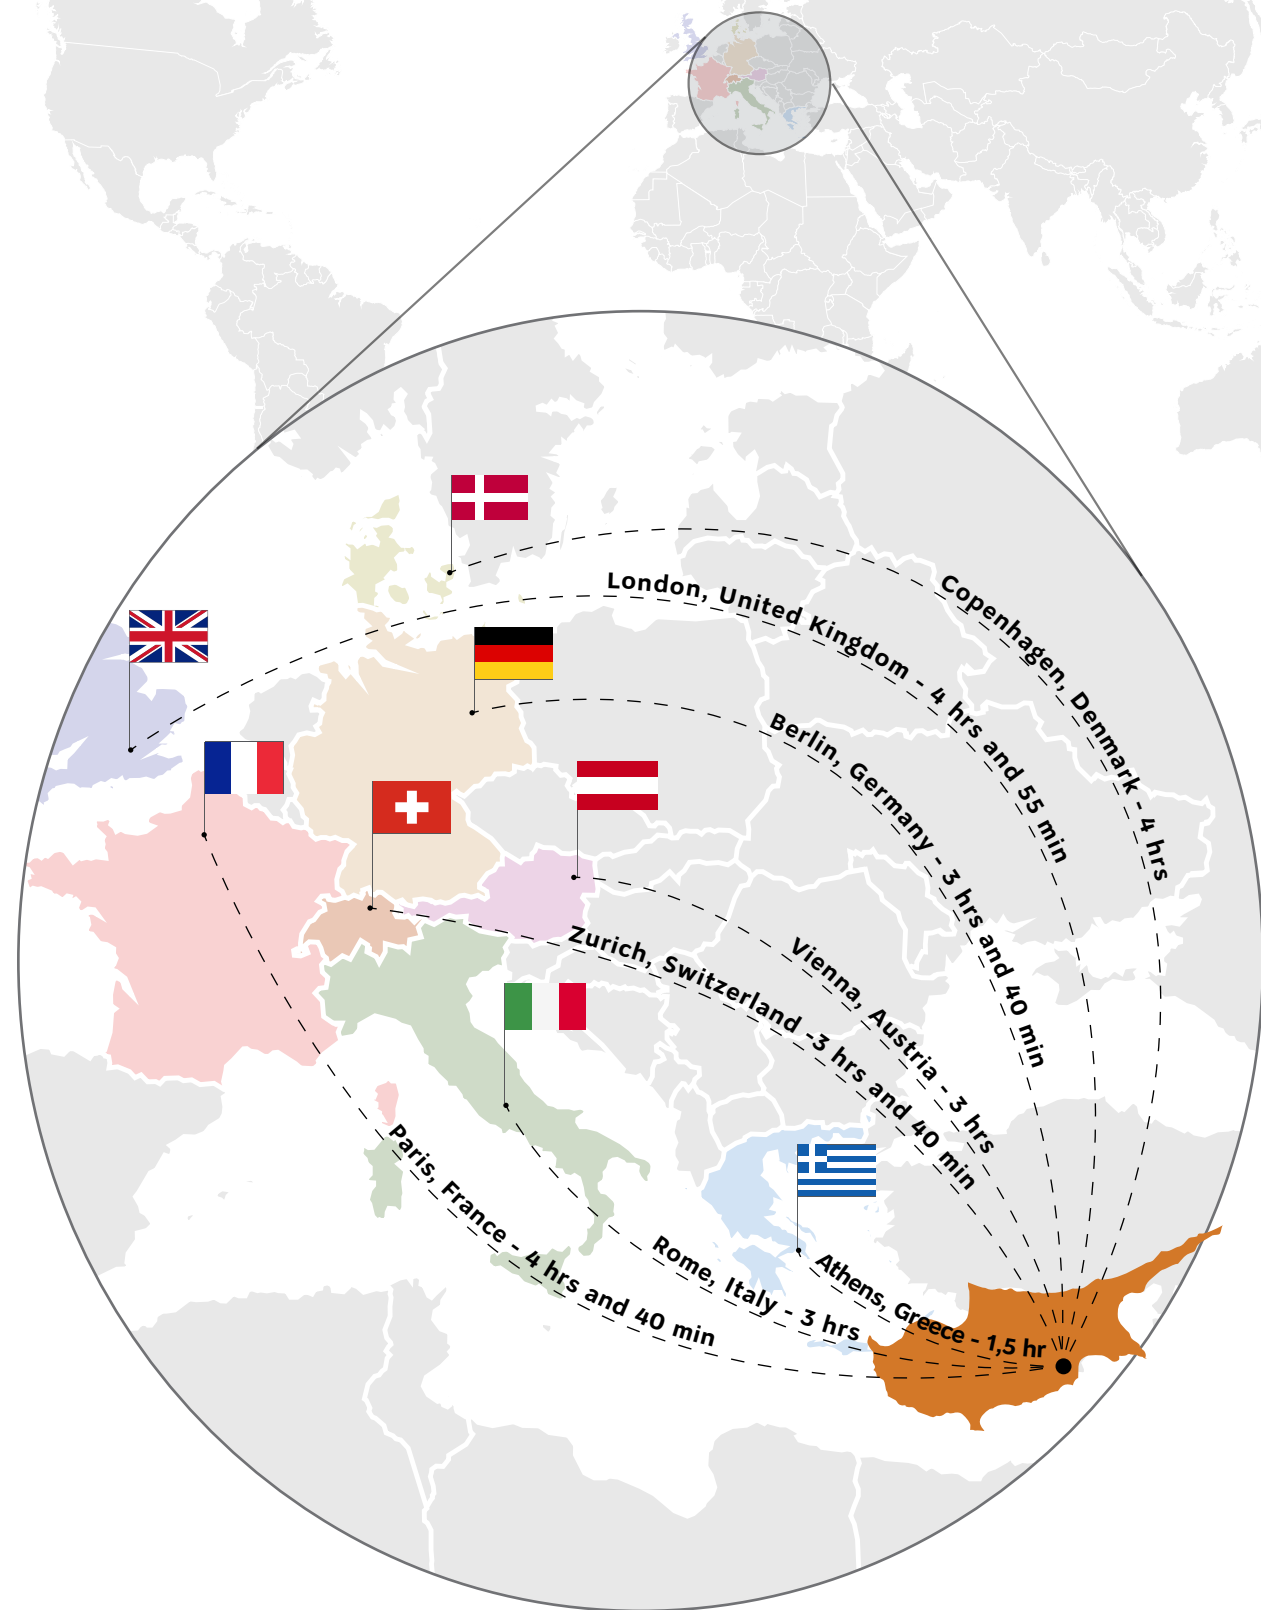 Copenhagen, Denmark - 4 hrs
London, United Kingdom - 4 hrs and 55 min
Berlin, Germany - 3 hrs and 40 min
Vienna, Austria - 3 hrs
Zurich, Switzerland -3 hrs and 40 min
Paris, France - 4 hrs and 40 min
Rome, Italy - 3 hrs
Athens, Greece - 1,5 hr